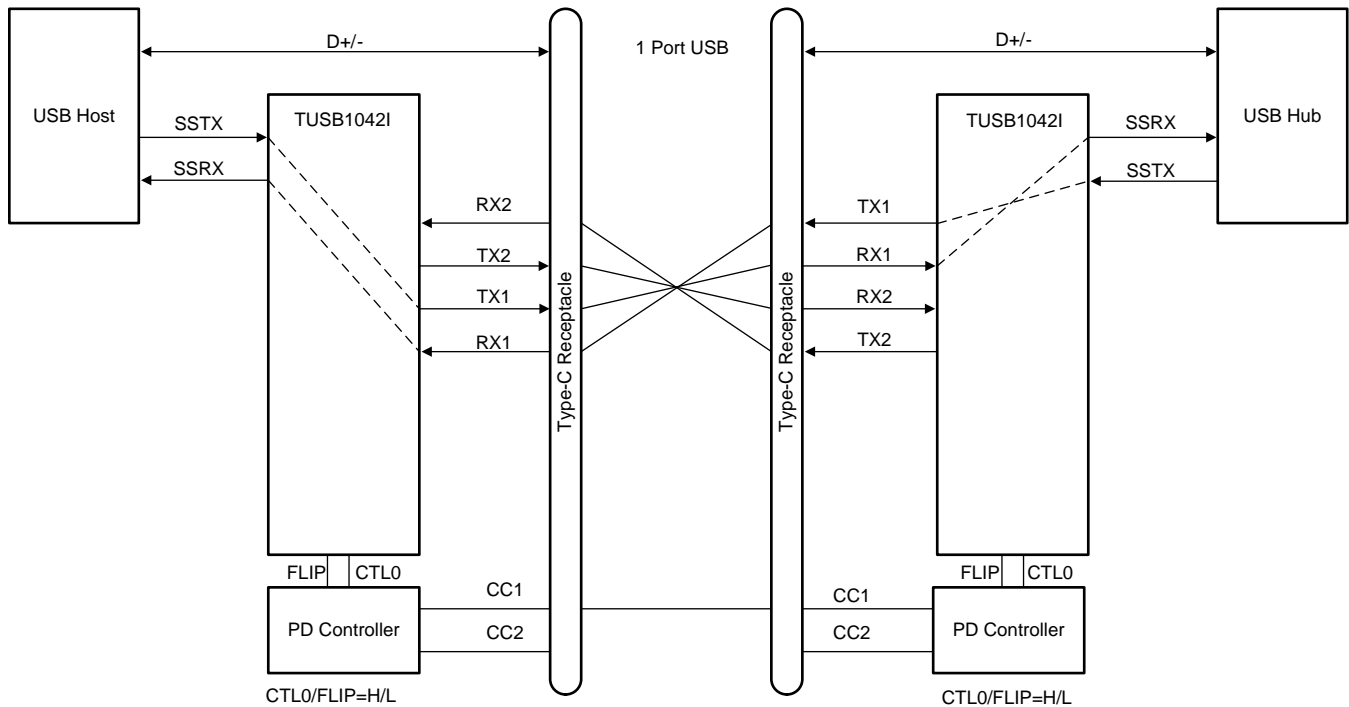 D+/-
1 Port USB
D+/-
USB Host
TUSB1042I
TUSB1042I
USB Hub
SSTX
SSRX
SSRX
SSTX
RX2
TX2
TX1
RX1
TX1
RX1
RX2
TX2
Type-C Receptacle
Type-C Receptacle
FLIP
CTL0
FLIP
CTL0
PD Controller
CC1
CC2
CC1
CC2
PD Controller
CTL0/FLIP=H/L
CTL0/FLIP=H/L